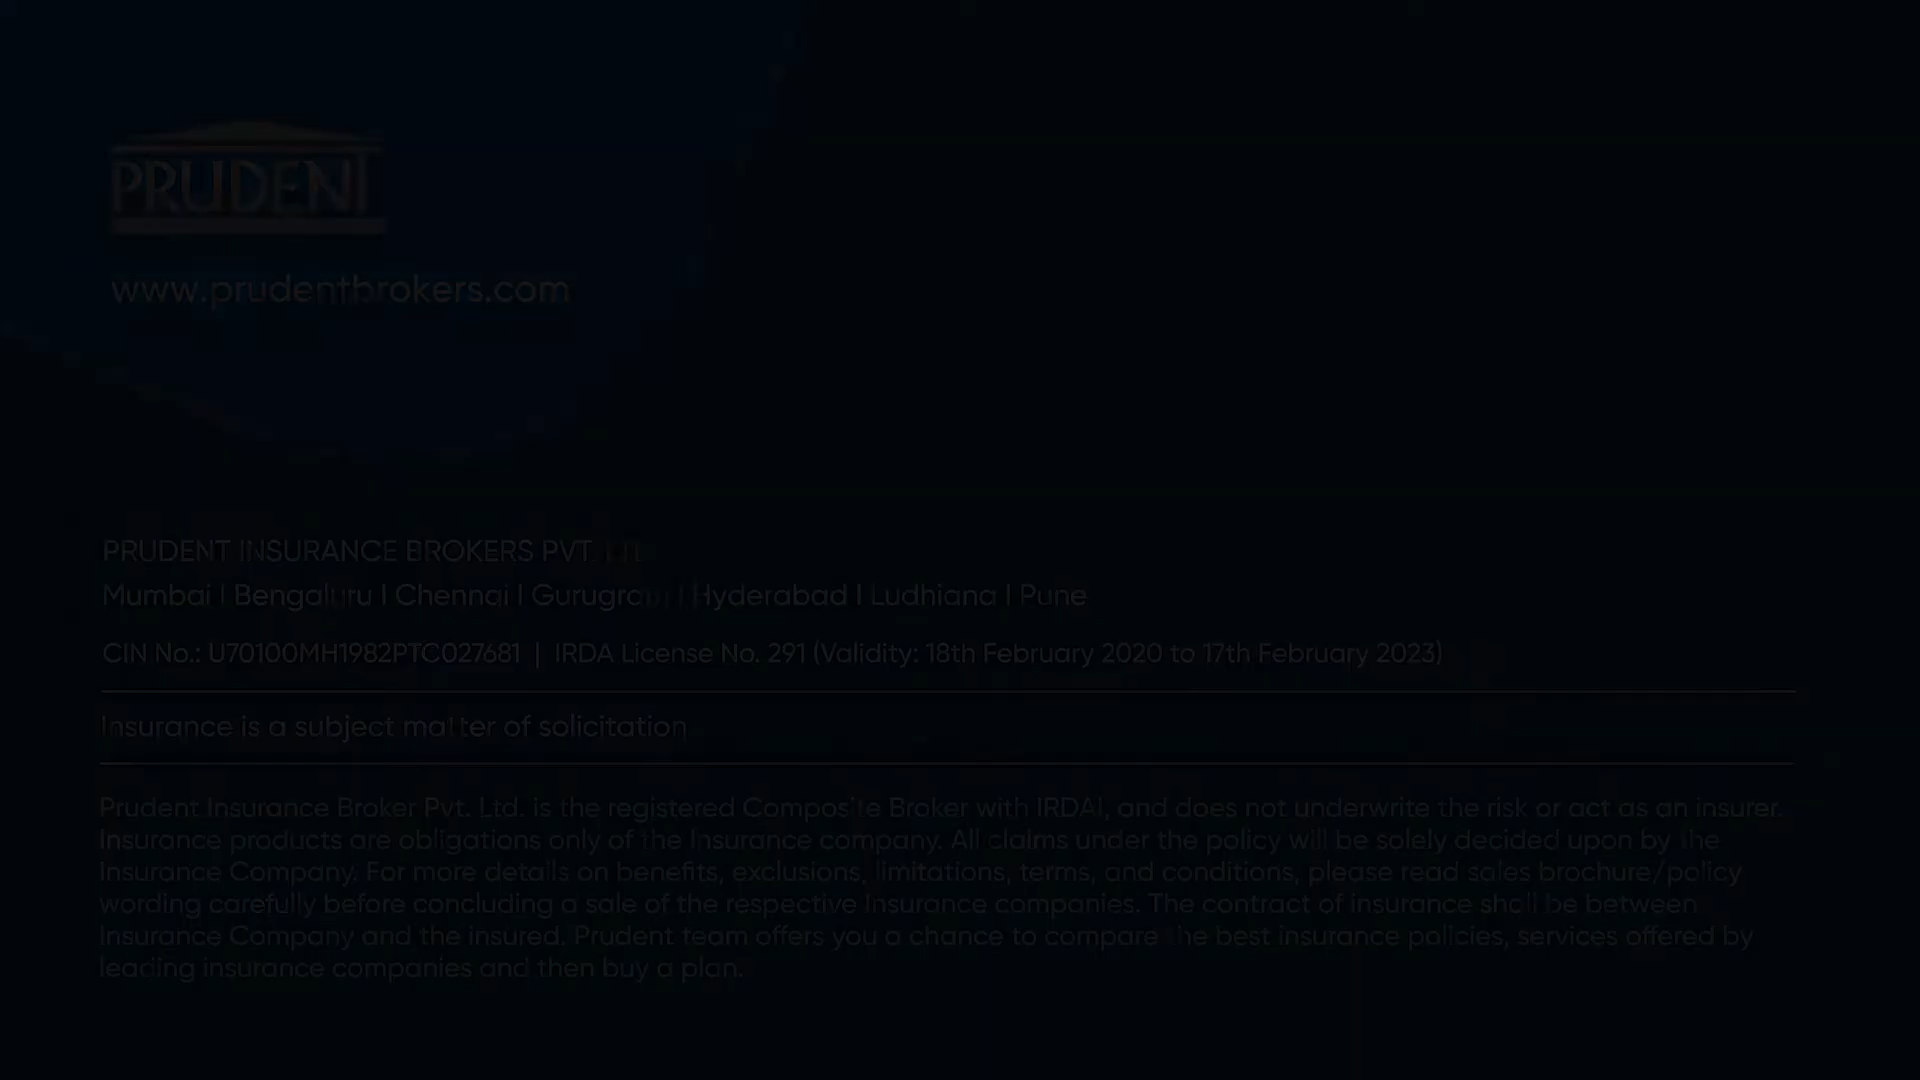 PRUDENT
www.prudentbrokers.com
PRUDENT INSURANCE BROKERS PVT. LTD.
Mumbai | Bengaluru | Chennai | Gurugram | Hyderabad | Ludhiana | Pune
CIN No.: U70100MH1982PTC027681 | IRDA License No. 291 (Validity: 18th February 2020 to 17th February 2023)
Insurance is a subject matter of solicitation
Prudent Insurance Broker Pvt. Ltd. is the registered Composite Broker with IRDAI, and does not underwrite the risk or act as an insurer.
Insurance products are obligations only of the Insurance company. All claims under the policy will be solely decided upon by the
Insurance Company. For more details on benefits, exclusions, limitations, terms, and conditions, please read sales brochure/policy
wording carefully before concluding a sale of the respective Insurance companies. The contract of insurance shall be between
Insurance Company and the insured. Prudent team offers you a chance to compare the best insurance policies, services offered by
leading insurance companies and then buy a plan.